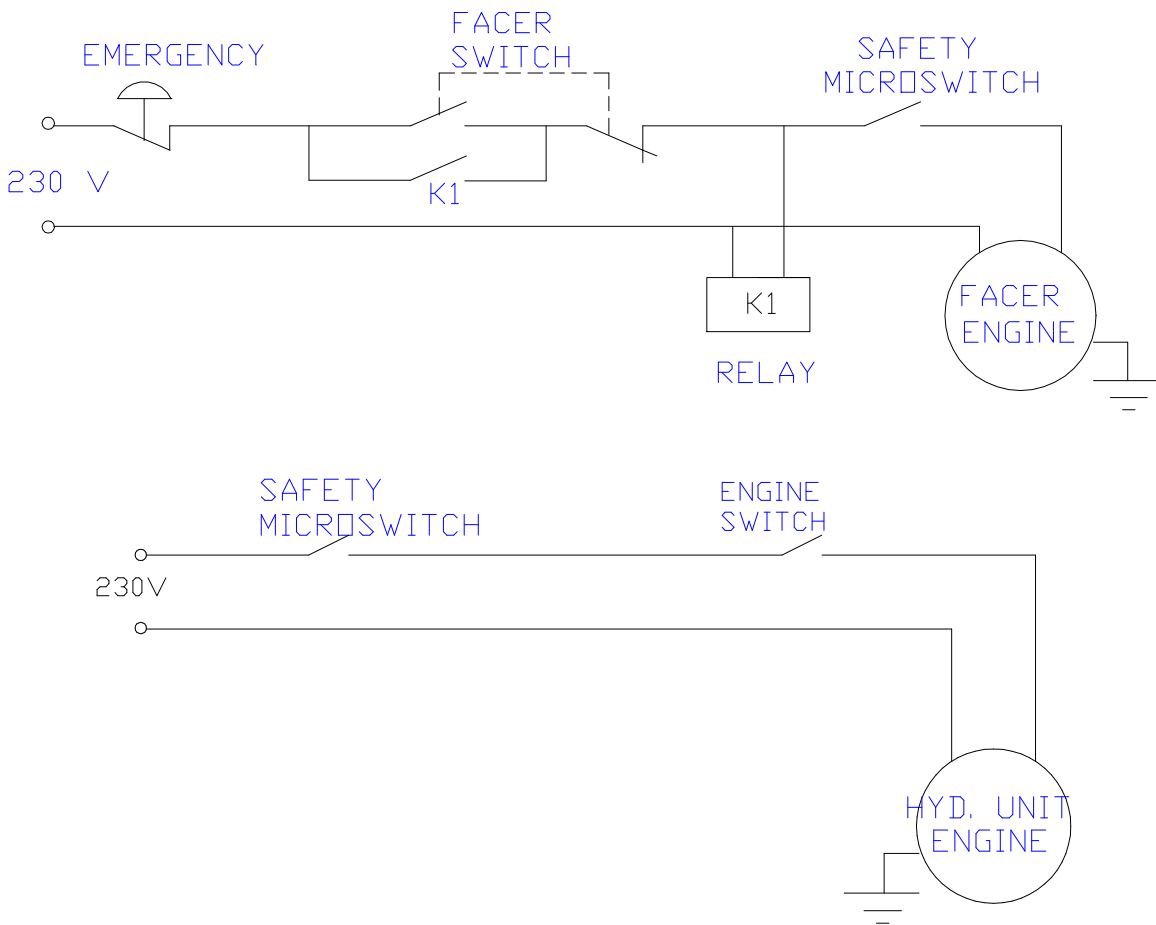 EMERGENCY
FACER
SWITCH
SAFETY
MICROSWITCH
230 V
K1
K1
RELAY
FACER
ENGINE
SAFETY
MICROSWITCH
ENGINE
SWITCH
230V
HYD. UNIT
ENGINE